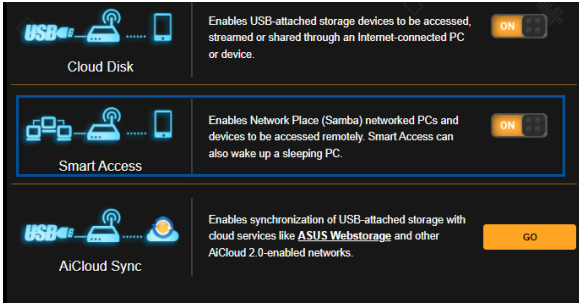 Enables USB-attached storage devices to be accessed,
streamed or shared through an Internet-connected PC
or device.
USB
ON
Cloud Disk
Enables Network Place (Samba) networked PCs and
devices to be accessed remotely. Smart Access can
also wake up a sleeping PC.
ON
Smart Access
Enables synchronization of USB-attached storage with
cloud services like ASUS Webstorage and other
AiCloud 2.0-enabled networks.
USB
GO
AiCloud Sync